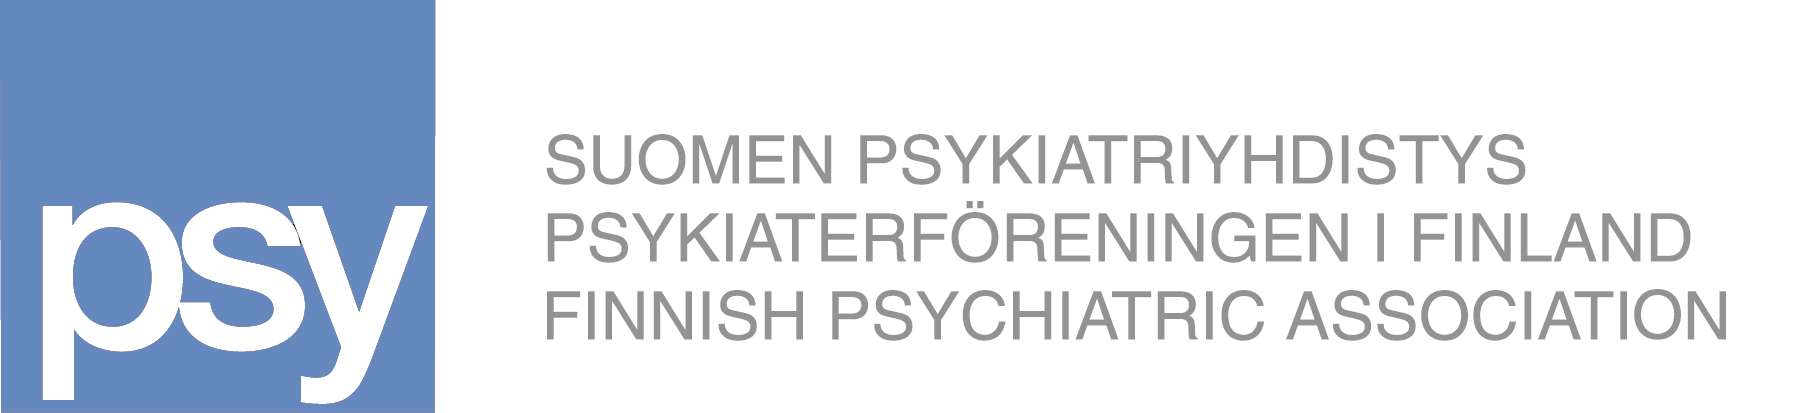 psy
SUOMEN PSYKIATRIYHDISTYS
PSYKIATERFÖRENINGEN I FINLAND
FINNISH PSYCHIATRIC ASSOCIATION